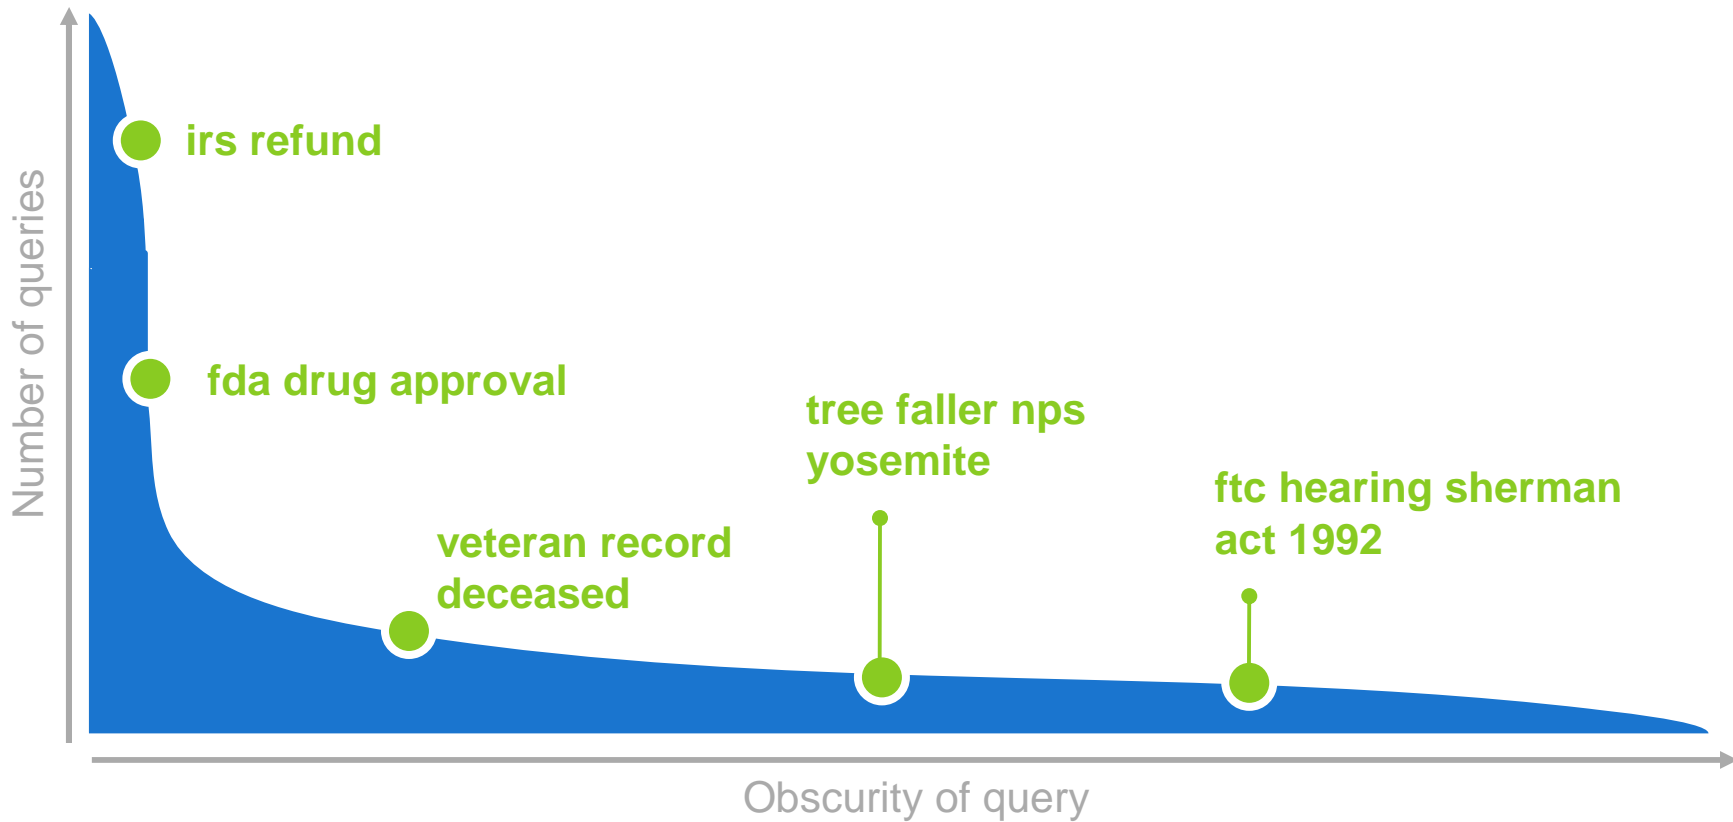 Number of queries
irs refund
fda drug approval
veteran record
deceased
tree faller nps
yosemite
ftc hearing sherman
act 1992
Obscurity of query